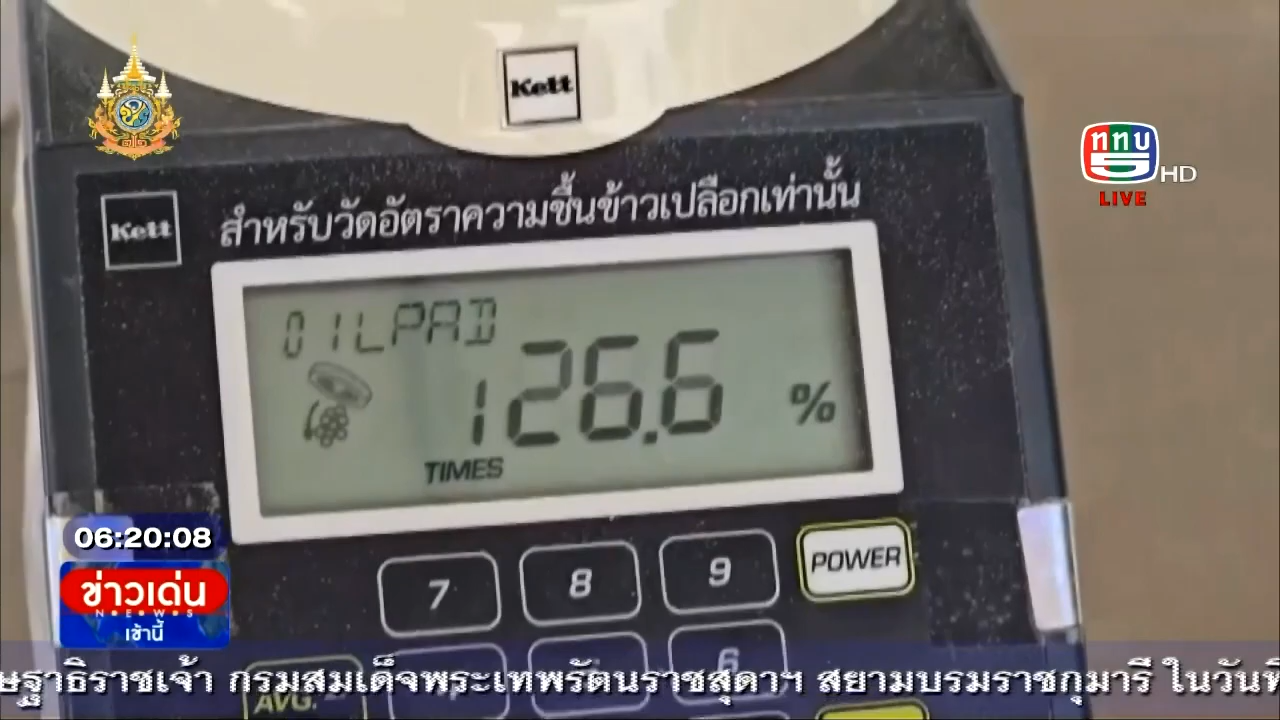 Kett
ททบ
5 HD
LIVE
Kett
สำหรับวัดอัตราความชื้นข้าวเปลือกเท่านั้น
OILPAD
126.6 %
TIMES
06:20:08
7 8 9 POWER
ข่าวเด่น
N•E•W•S
เช้านี้
6
AVG.
ษฐาธิราชเจ้า กรมสมเด็จพระเทพรัตนราชสุดาฯ สยามบรมราชกุมารี ในวันที่